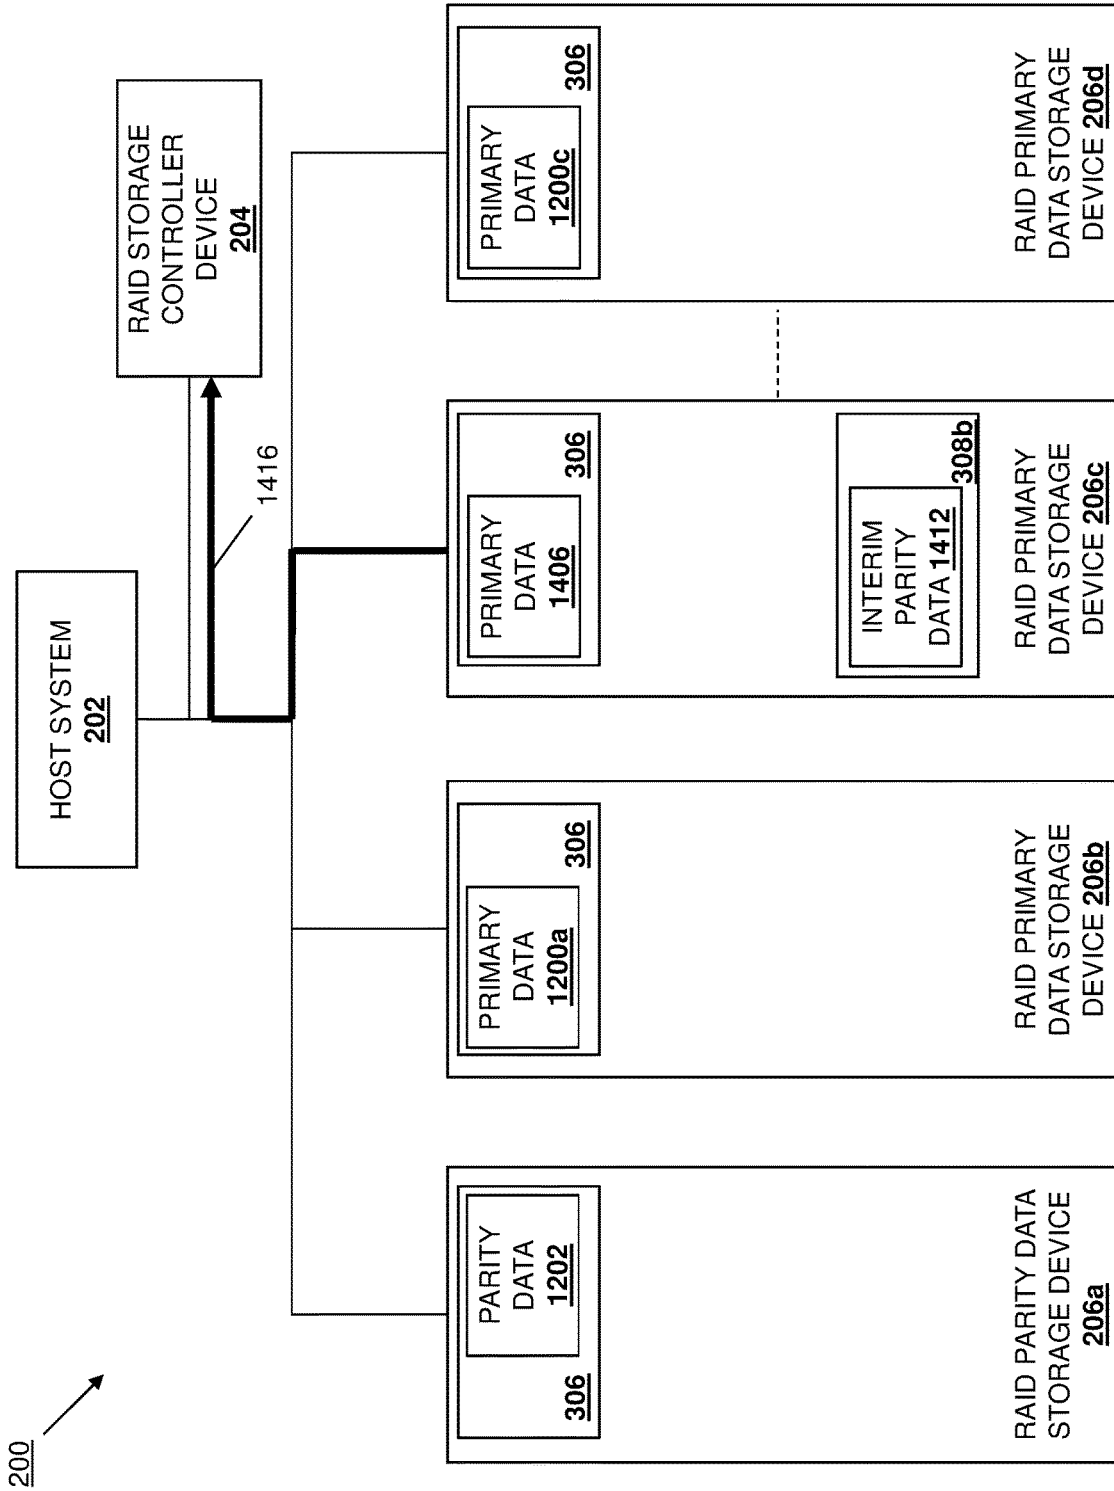 200
HOST SYSTEM
202
RAID STORAGE
CONTROLLER
DEVICE
204
1416
PARITY
DATA
1202
306
RAID PARITY DATA
STORAGE DEVICE
206a
PRIMARY
DATA
1200a
306
RAID PRIMARY
DATA STORAGE
DEVICE 206b
PRIMARY
DATA
1406
306
INTERIM
PARITY
DATA 1412
308b
RAID PRIMARY
DATA STORAGE
DEVICE 206c
PRIMARY
DATA
1200c
306
RAID PRIMARY
DATA STORAGE
DEVICE 206d